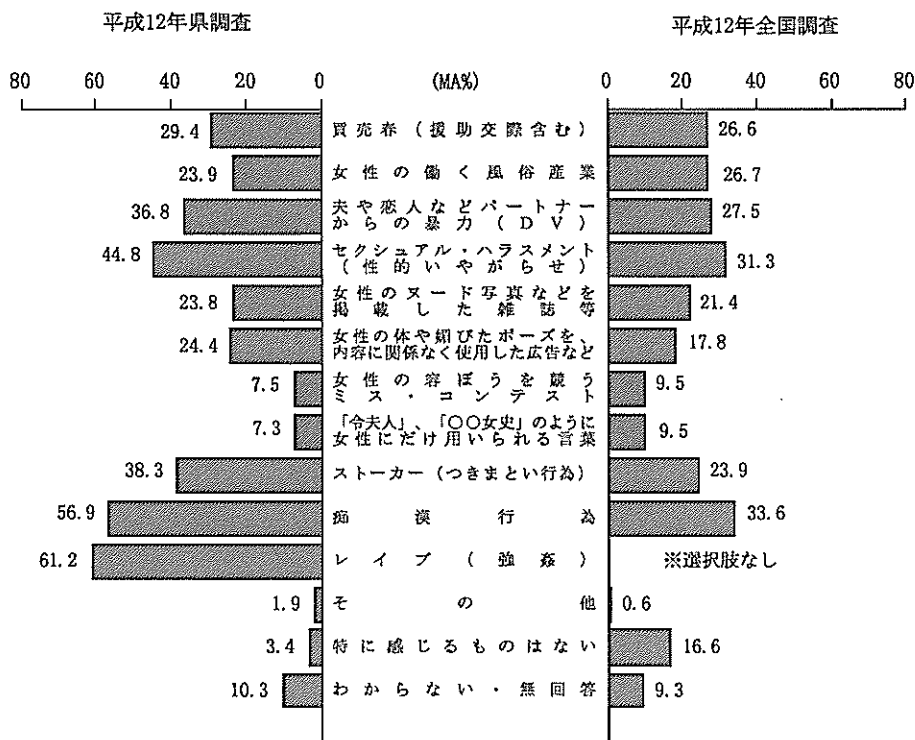 平成12年県調査 平成12年全国調査
80 60 40 20 0 (MA%) 0 20 40 60 80
29.4 買売春(援助交際含む) 26.6
23.9 女性の働く風俗産業 26.7
夫や恋人などパートナー
36.8 からの暴力(DV) 27.5
セクシュアル・ハラスメント
44.8 (性的いやがらせ) 31.3
女性のヌード写真などを
23.8 掲載した雑誌等 21.4
女性の体や媚びたポーズを、
24.4 内容に関係なく使用した広告など 17.8
女性の容ぼうを競う
7.5 ミス・コンテスト 9.5
「令夫人」、「〇〇女史」のように
7.3 女性にだけ用いられる言葉 9.5
38.3 ストーカー(つきまとい行為) 23.9
56.9 痴漢行為 33.6
61.2 レイプ(強姦) ※選択肢なし
1.9 その他 0.6
3.4 特に感じるものはない 16.6
10.3 わからない・無回答 9.3